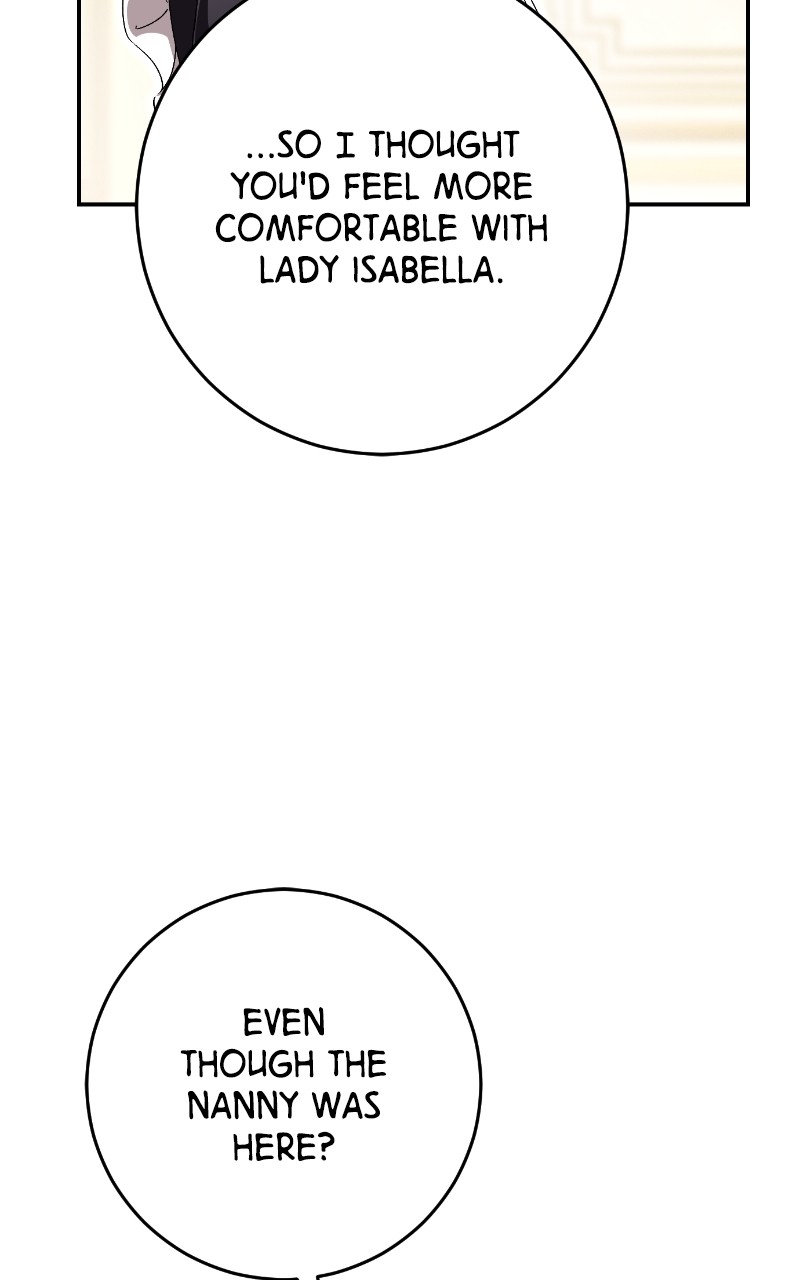 ...SO I THOUGHT
YOU'D FEEL MORE
COMFORTABLE WITH
LADY ISABELLA.
EVEN
THOUGH THE
NANNY WAS
HERE?